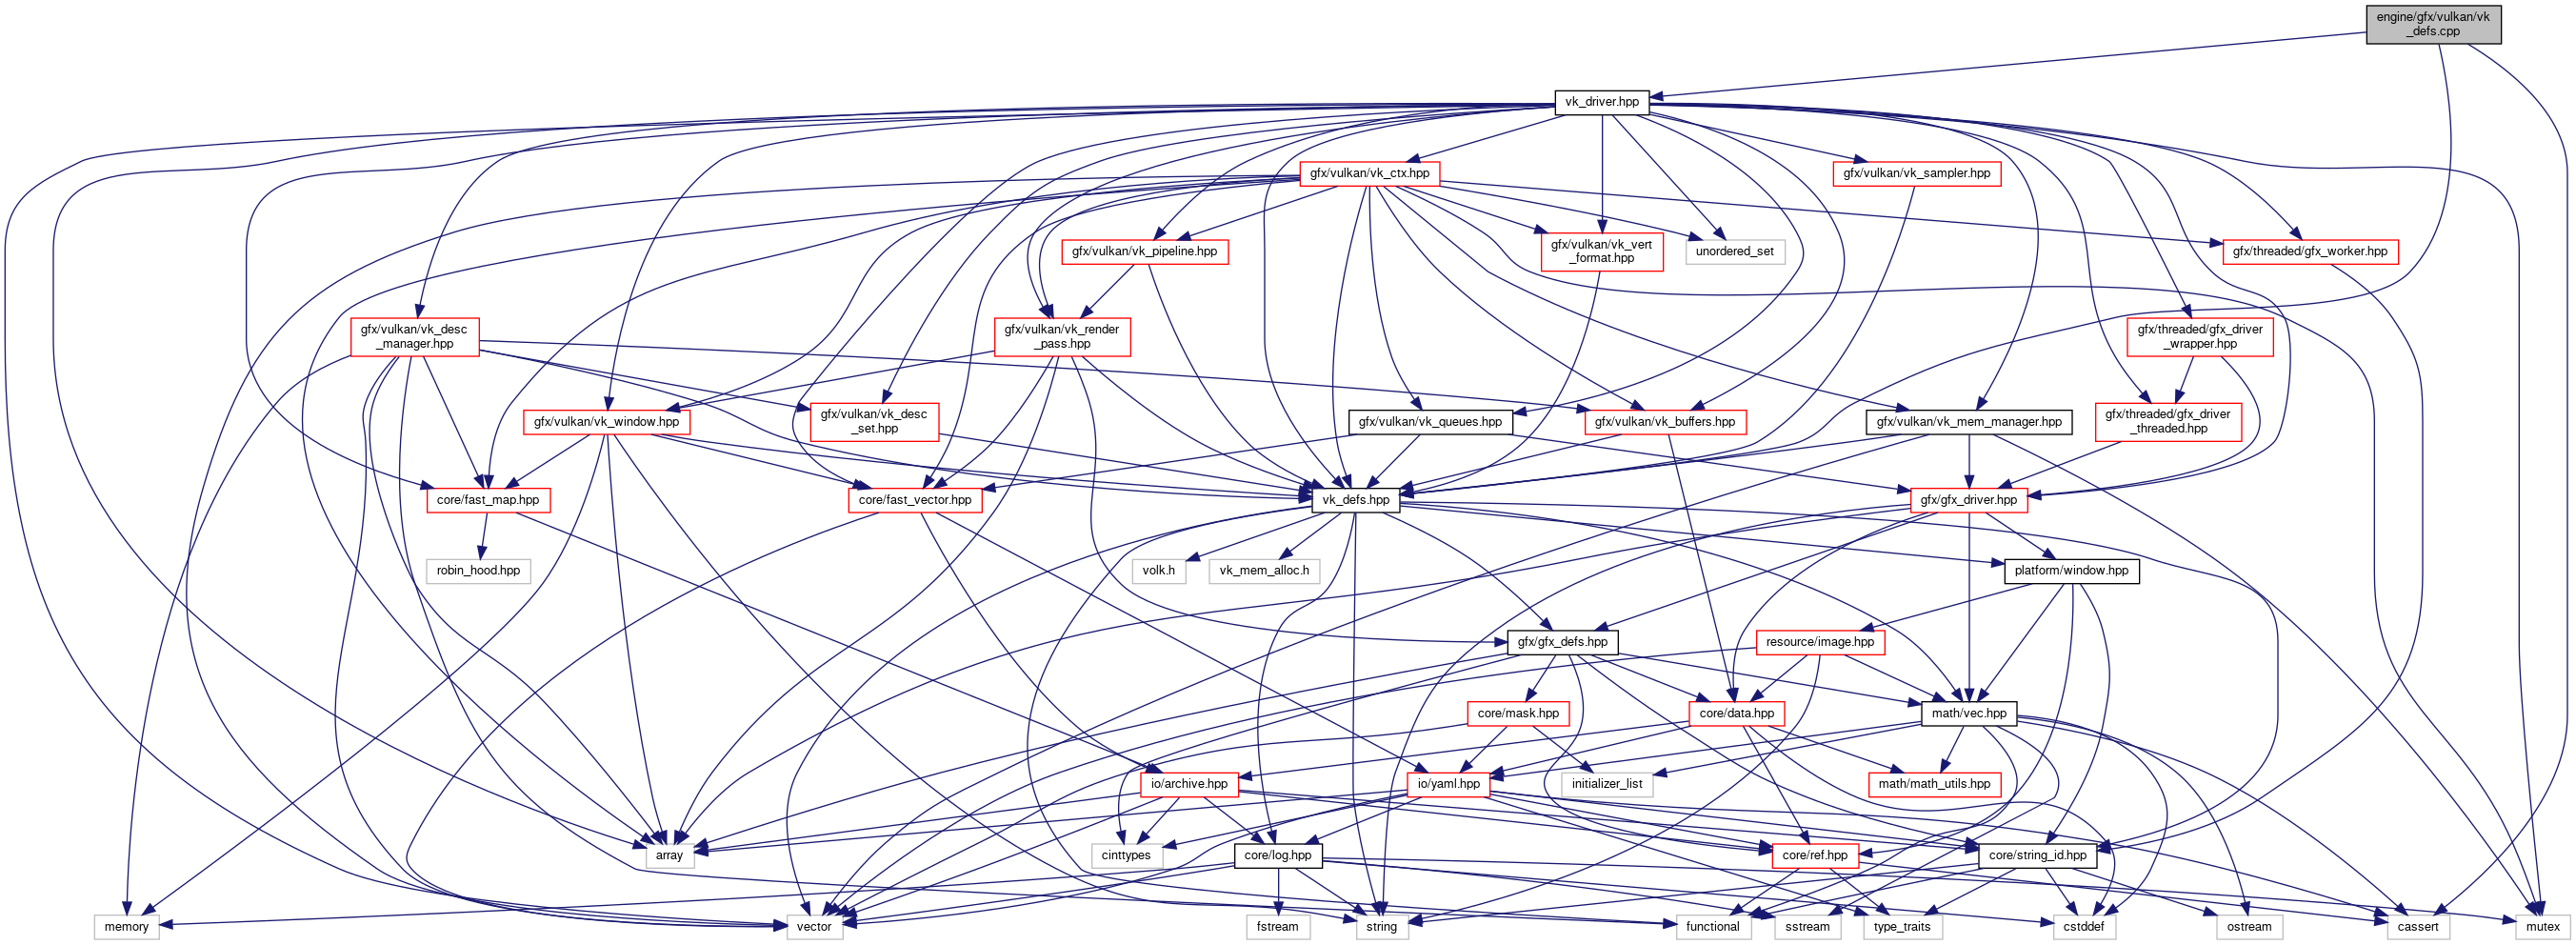 engine/gfx/vulkan/vk
_defs.cpp
vk_driver.hpp
gfx/vulkan/vk_ctx.hpp
gfx/vulkan/vk_sampler.hpp
gfx/vulkan/vk_pipeline.hpp
gfx/vulkan/vk_vert
_format.hpp
unordered_set
gfx/threaded/gfx_worker.hpp
gfx/vulkan/vk_desc
_manager.hpp
gfx/vulkan/vk_render
_pass.hpp
gfx/threaded/gfx_driver
_wrapper.hpp
gfx/vulkan/vk_window.hpp
gfx/vulkan/vk_desc
_set.hpp
gfx/vulkan/vk_queues.hpp
gfx/vulkan/vk_buffers.hpp
gfx/vulkan/vk_mem_manager.hpp
gfx/threaded/gfx_driver
_threaded.hpp
core/fast_map.hpp
core/fast_vector.hpp
vk_defs.hpp
gfx/gfx_driver.hpp
robin_hood.hpp
volk.h
vk_mem_alloc.h
platform/window.hpp
gfx/gfx_defs.hpp
resource/image.hpp
core/mask.hpp
core/data.hpp
math/vec.hpp
io/archive.hpp
io/yaml.hpp
initializer_list
math/math_utils.hpp
array
cinttypes
core/log.hpp
core/ref.hpp
core/string_id.hpp
memory
vector
fstream
string
functional
sstream
type_traits
cstddef
ostream
cassert
mutex